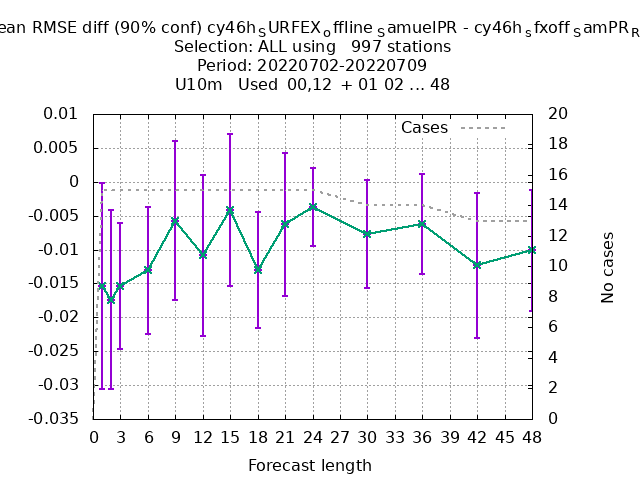 ean RMSE diff (90% conf) cy46hSURFEXoffline SamuelPR - cy46hsfxoffSamPRR
Selection: ALL using 997 stations
Period: 20220702-20220709
U10m Used 00,12 + 01 02 ... 48
Cases
0.01
0.005
0
-0.005
-0.01
-0.015
-0.02
-0.025
-0.03
-0.035
20
18
16
14
12
10
8
6
4
2
0
No cases
0 3 6 9 12 15 18 21 24 27 30 33 36 39 42 45 48
Forecast length